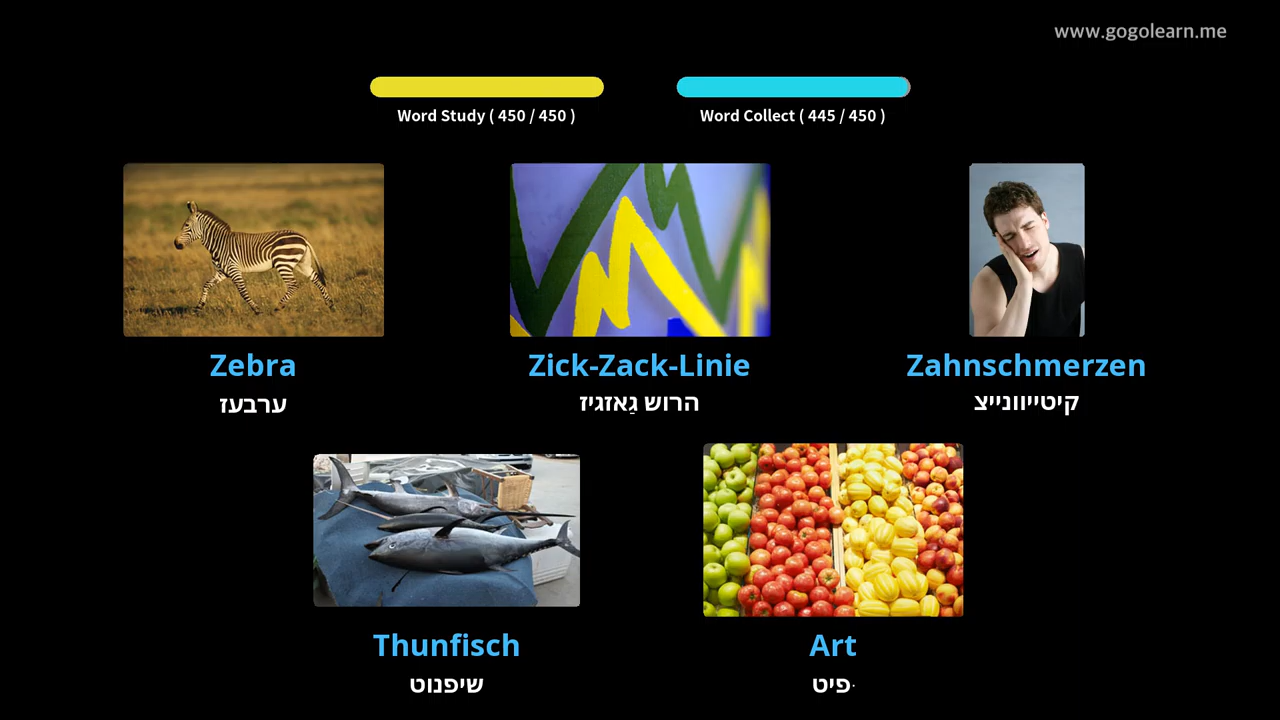 www.gogolearn.me
Word Study ( 450 / 450 )
Word Collect ( 445 / 450 )
Zebra
ערבעז
Zick-Zack-Linie
הרוש גַאזגיז
Zahnschmerzen
קיטייוונייצ
Thunfisch
שיפנוט
Art
·פיט